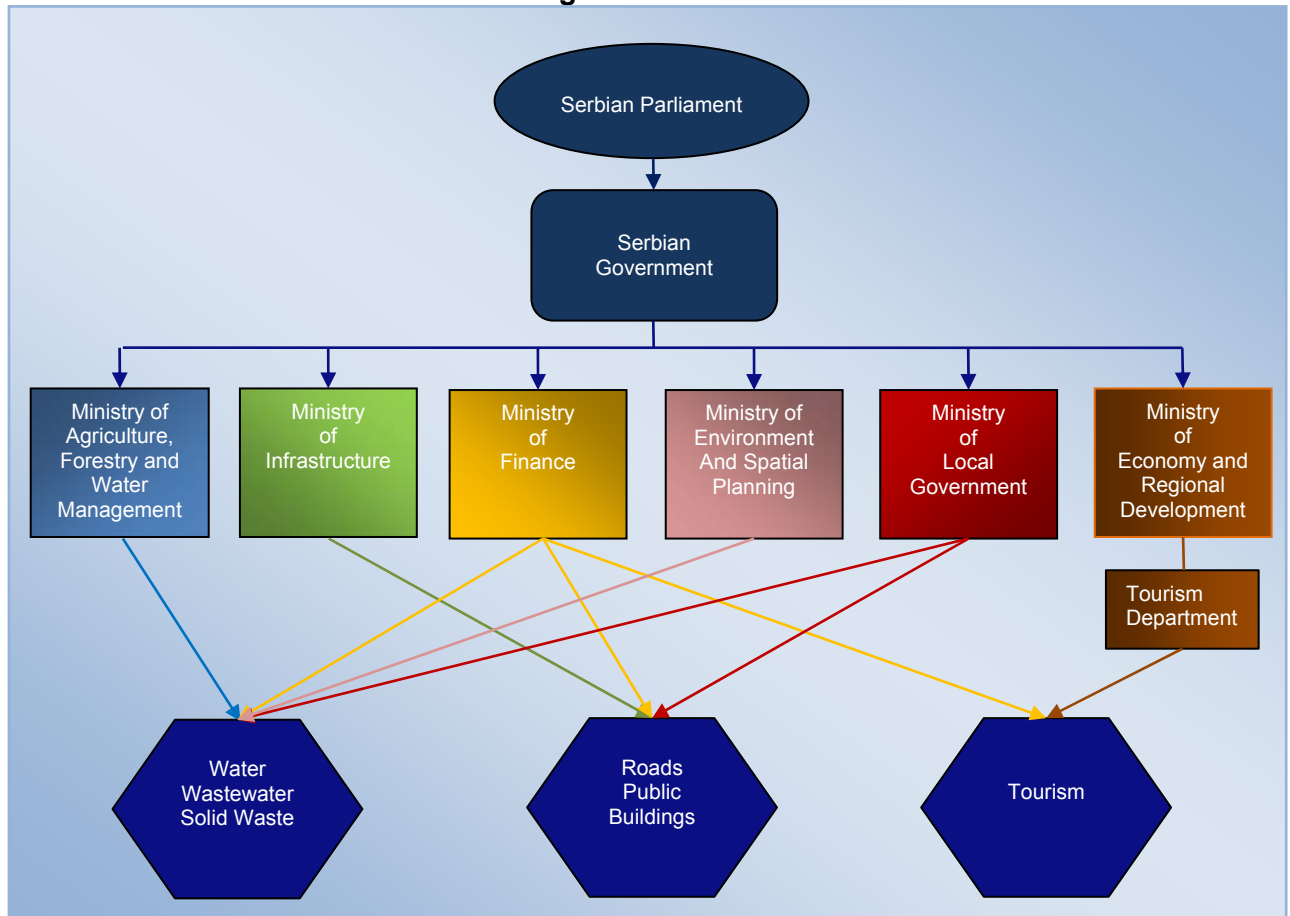 Serbian Parliament
Serbian
Government
Ministry of
Agriculture,
Forestry and
Water
Management
Ministry
of
Infrastructure
Ministry
of
Finance
Ministry of
Environment
And Spatial
Planning
Ministry
of
Local
Government
Ministry
of
Economy and
Regional
Development
Tourism
Department
Water
Wastewater
Solid Waste
Roads
Public
Buildings
Tourism